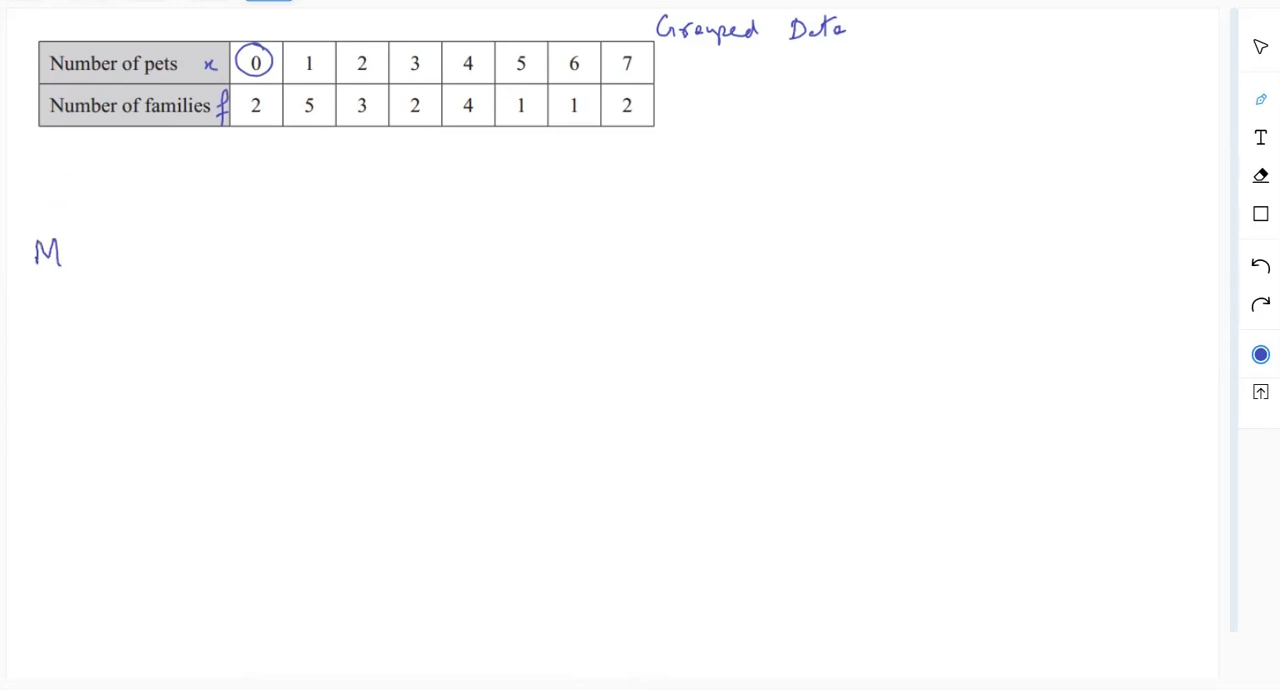 Grouped Data
Number of pets x 0 1 2 3 4 5 6 7
Number of families f 2 5 3 2 4 1 1 2
M
T